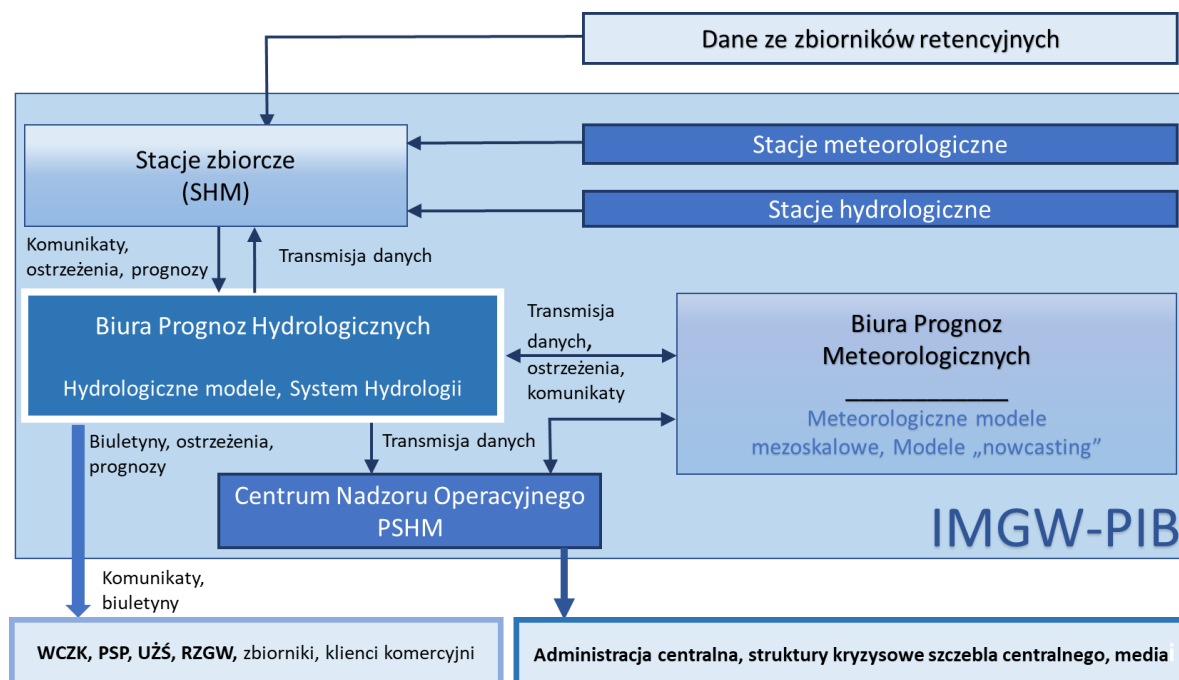 Dane ze zbiorników retencyjnych
Stacje zbiorcze
(SHM)
Stacje meteorologiczne
Stacje hydrologiczne
Komunikaty,
ostrzeżenia, prognozy
Transmisja danych
Biura Prognoz Hydrologicznych
Hydrologiczne modele, System Hydrologii
Transmisja
danych,
ostrzeżenia,
komunikaty
Biura Prognoz
Meteorologicznych
Meteorologiczne modele
mezoskalowe, Modele „nowcasting”
Biuletyny, ostrzeżenia,
prognozy
Transmisja danych
Centrum Nadzoru Operacyjnego
PSHM
IMGW-PIB
Komunikaty,
biuletyny
WCZK, PSP, UŻŚ, RZGW, zbiorniki, klienci komercyjni
Administracja centralna, struktury kryzysowe szczebla centralnego, mediai